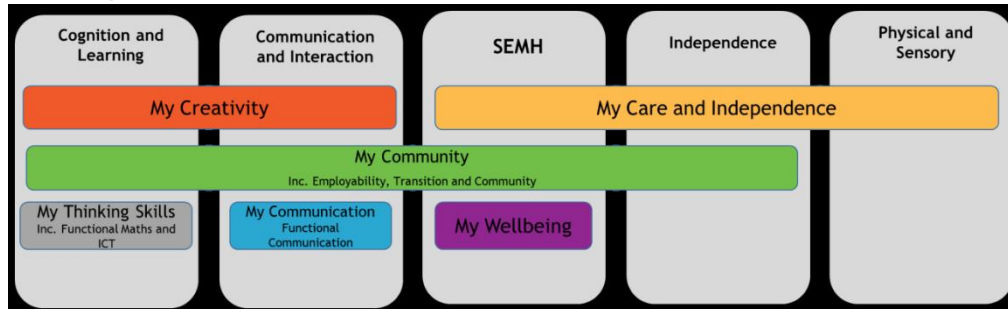 Cognition and
Learning
Communication
and Interaction
SEMH
Independence
Physical and
Sensory
My Creativity
My Care and Independence
My Community
Inc. Employability, Transition and Community
My Thinking Skills
Inc. Functional Maths and
ICT
My Communication
Functional
Communication
My Wellbeing